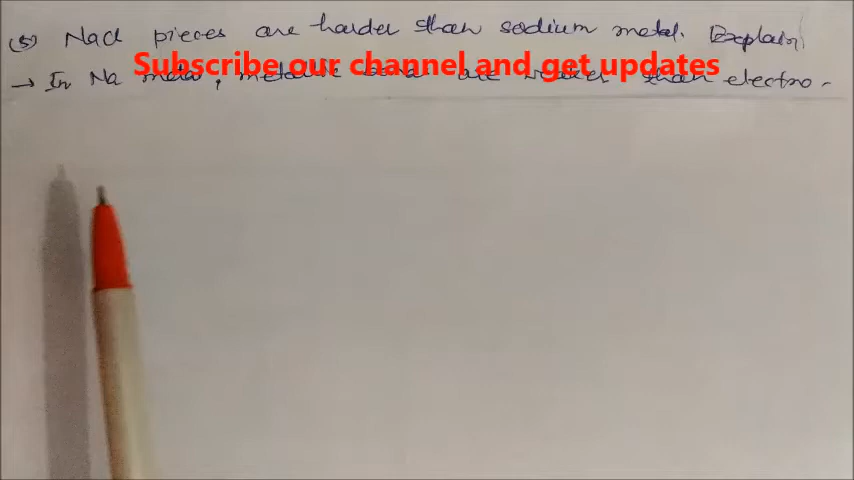 (5) NaCl pieces are harder than sodium metal. Explain
Subscribe our channel and get updates
→ In Na metal, metallic are weaker than electro-